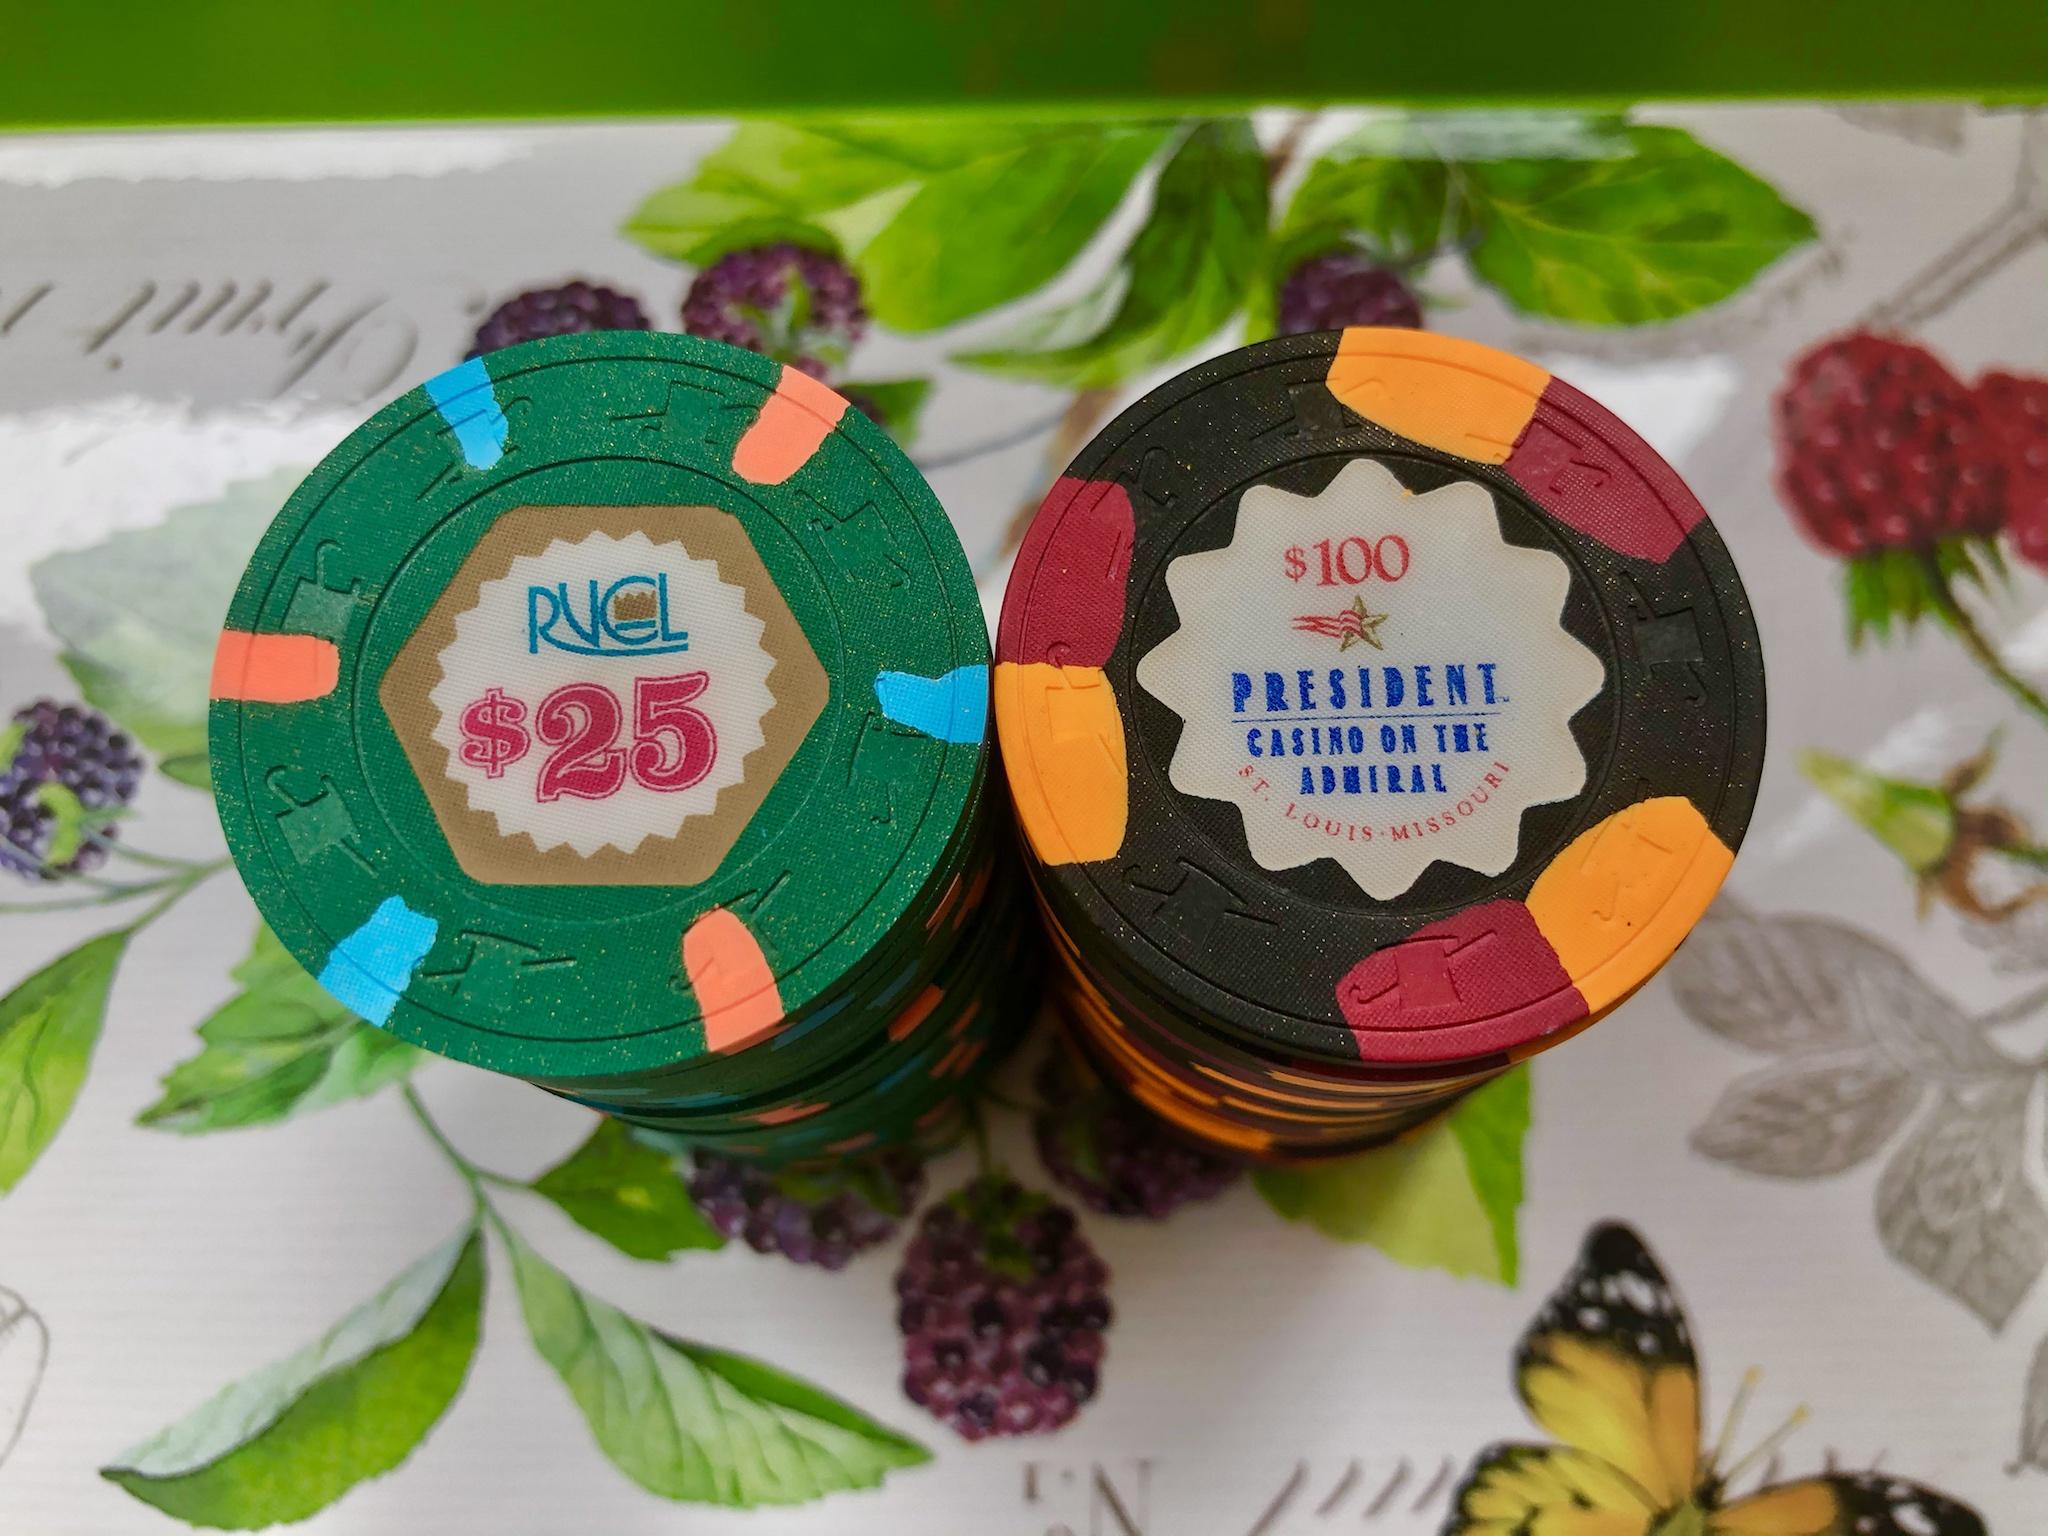 RVCL
$25
$100
PRESIDENT
CASINO ON THE
ADMIRAL
ST. LOUIS·MISSOURI